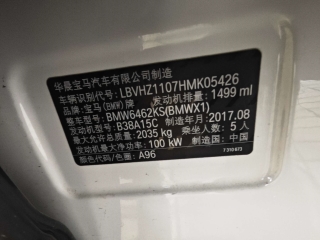 华晨宝马汽车有限公司制造
车辆识别代号 LBVHZ1107HMK05426
品牌 宝马(BMW) 发动机排量 1499 ml
整车型号 BMW6462KS(BMWX1)
发动机型号 B38A15C 制造年月 2017.08
最大允许总质量 2035 kg 乘坐人数 5 人
发动机最大净功率 100 kW 制造国 中国
颜色代码/颜色 A96
7 310 973